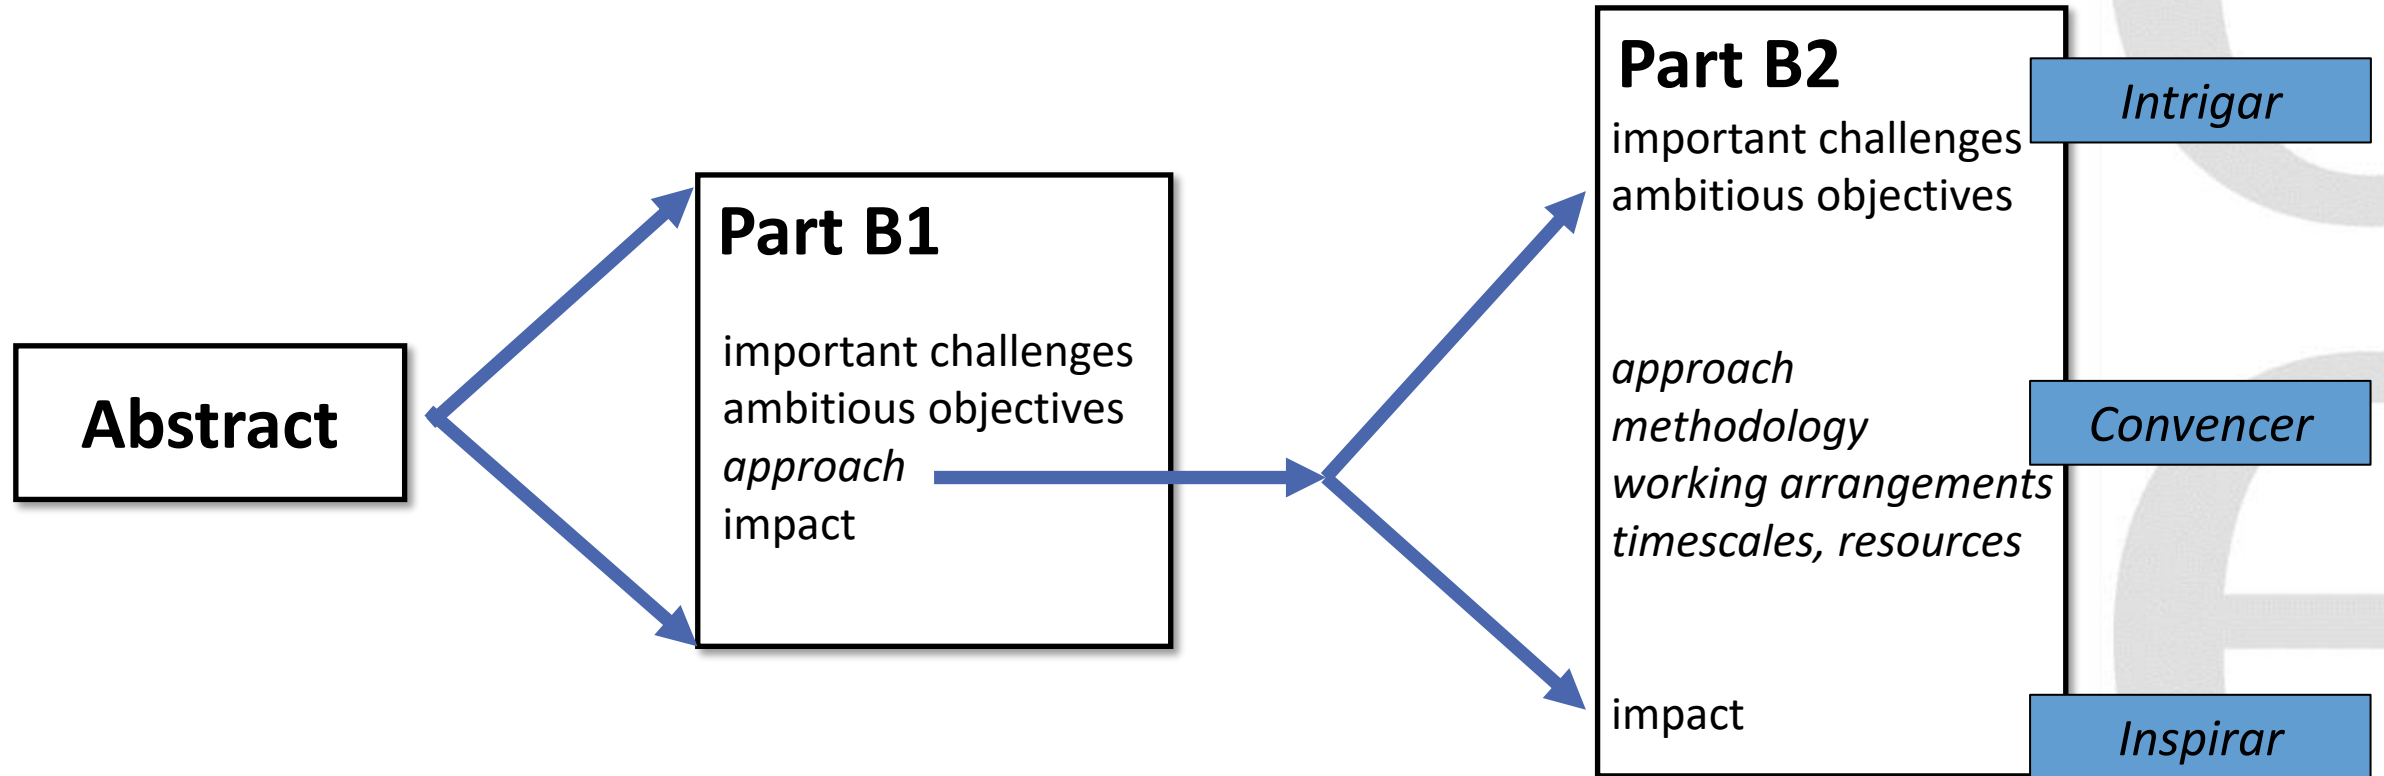 Abstract
Part B1
important challenges
ambitious objectives
approach
impact
Part B2
important challenges
ambitious objectives
approach
methodology
working arrangements
timescales, resources
impact
Intrigar
Convencer
Inspirar